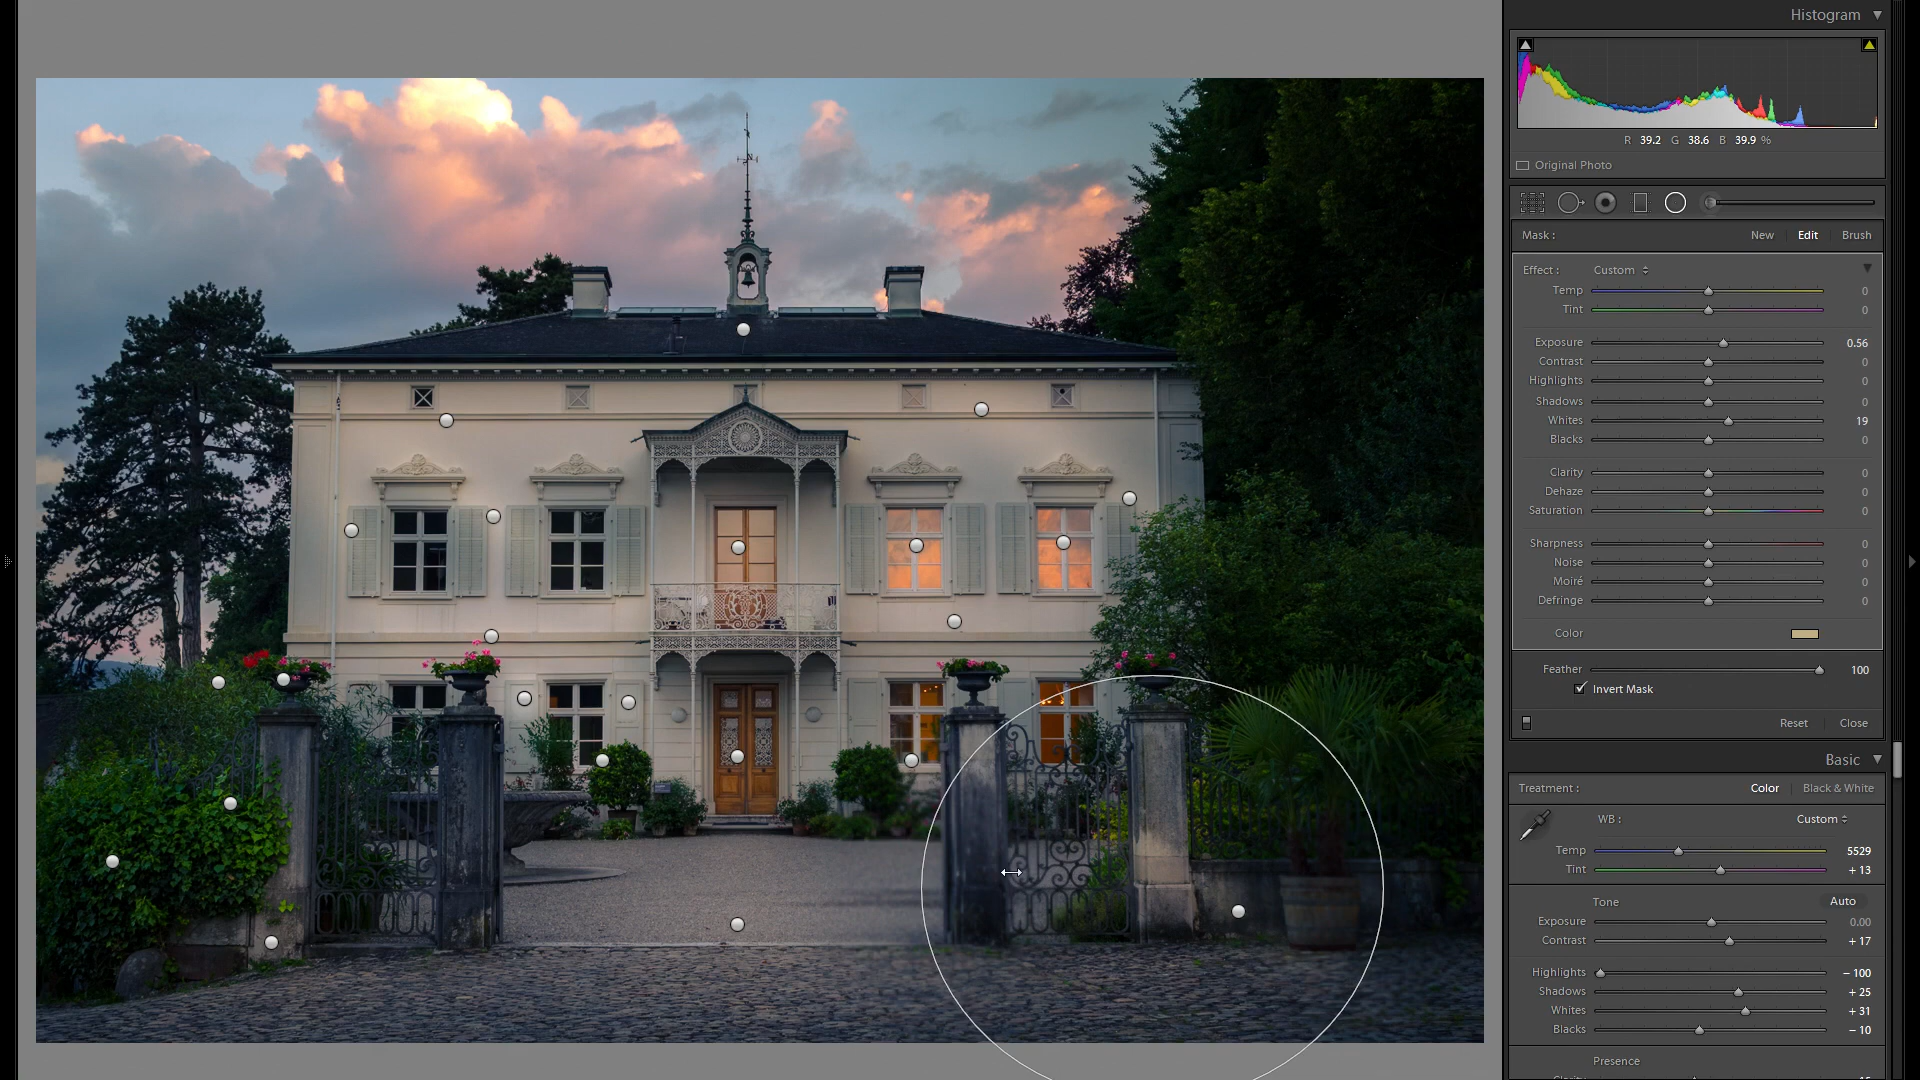 Histogram
R 39.2 G 38.6 B 39.9 %
Original Photo
Mask : New Edit Brush
Effect : Custom
Temp 0
Tint 0
Exposure 0.56
Contrast 0
Highlights 0
Shadows 0
Whites 19
Blacks 0
Clarity 0
Dehaze 0
Saturation 0
Sharpness 0
Noise 0
Moiré 0
Defringe 0
Color
Feather 100
Invert Mask
Reset Close
Basic
Treatment : Color Black & White
WB : Custom
Temp 5529
Tint + 13
Tone Auto
Exposure 0.00
Contrast + 17
Highlights – 100
Shadows + 25
Whites + 31
Blacks – 10
Presence